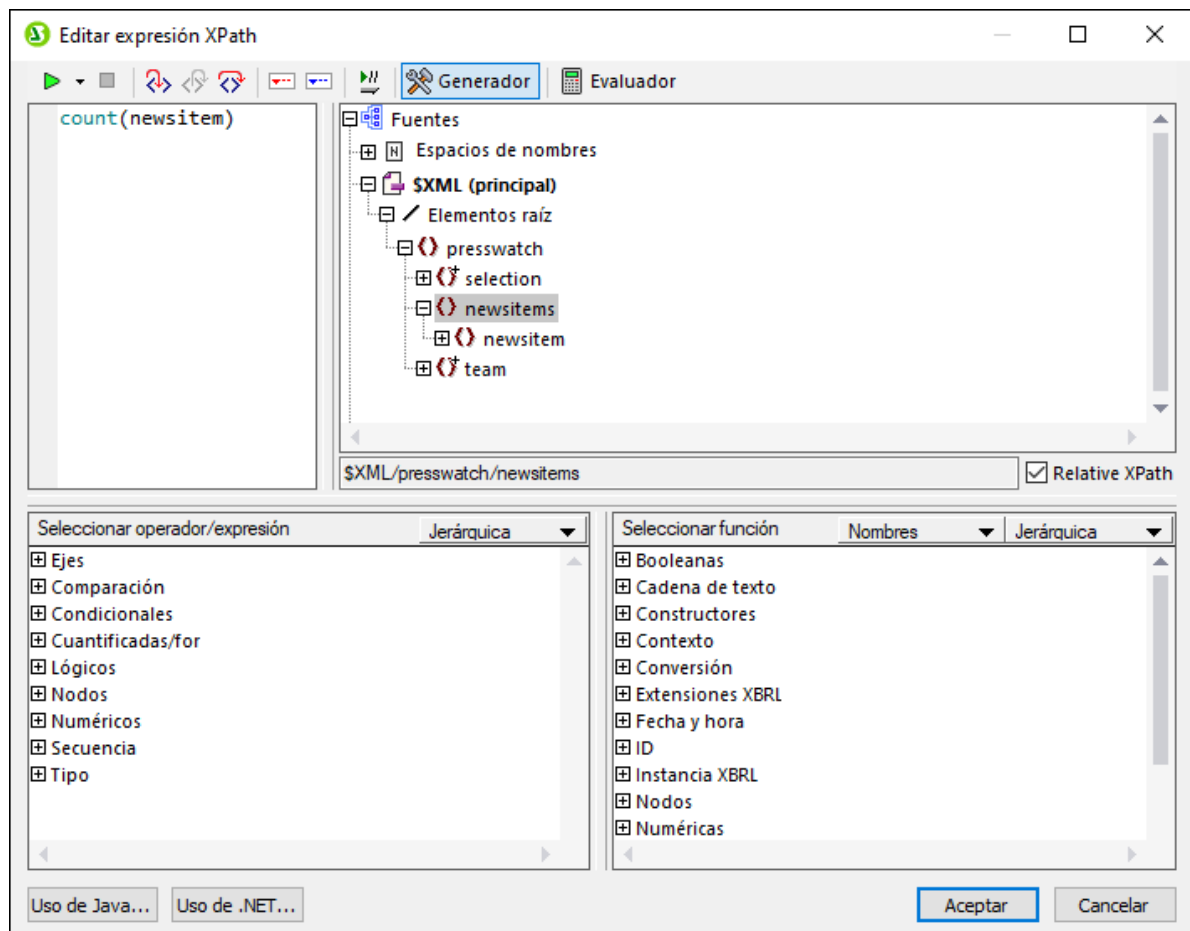 Editar expresión XPath
Generador
Evaluador
count(newsitem)
Fuentes
Espacios de nombres
$XML (principal)
Elementos raíz
presswatch
selection
newsitems
newsitem
team
$XML/presswatch/newsitems
Relative XPath
Seleccionar operador/expresión
Jerárquica
Ejes
Comparación
Condicionales
Cuantificadas/for
Lógicos
Nodos
Numéricos
Secuencia
Tipo
Seleccionar función
Nombres
Jerárquica
Booleanas
Cadena de texto
Constructores
Contexto
Conversión
Extensiones XBRL
Fecha y hora
ID
Instancia XBRL
Nodos
Numéricas
Uso de Java...
Uso de .NET...
Aceptar
Cancelar